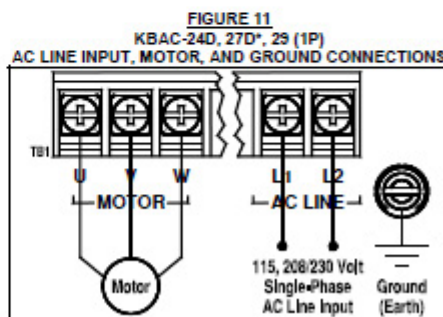 FIGURE 11
KBAC-24D, 27D*, 29 (1P)
AC LINE INPUT, MOTOR, AND GROUND CONNECTIONS
TB1
U V W L1 L2
MOTOR AC LINE
Motor
115, 208/230 Volt
Single-Phase
AC Line Input
Ground
(Earth)